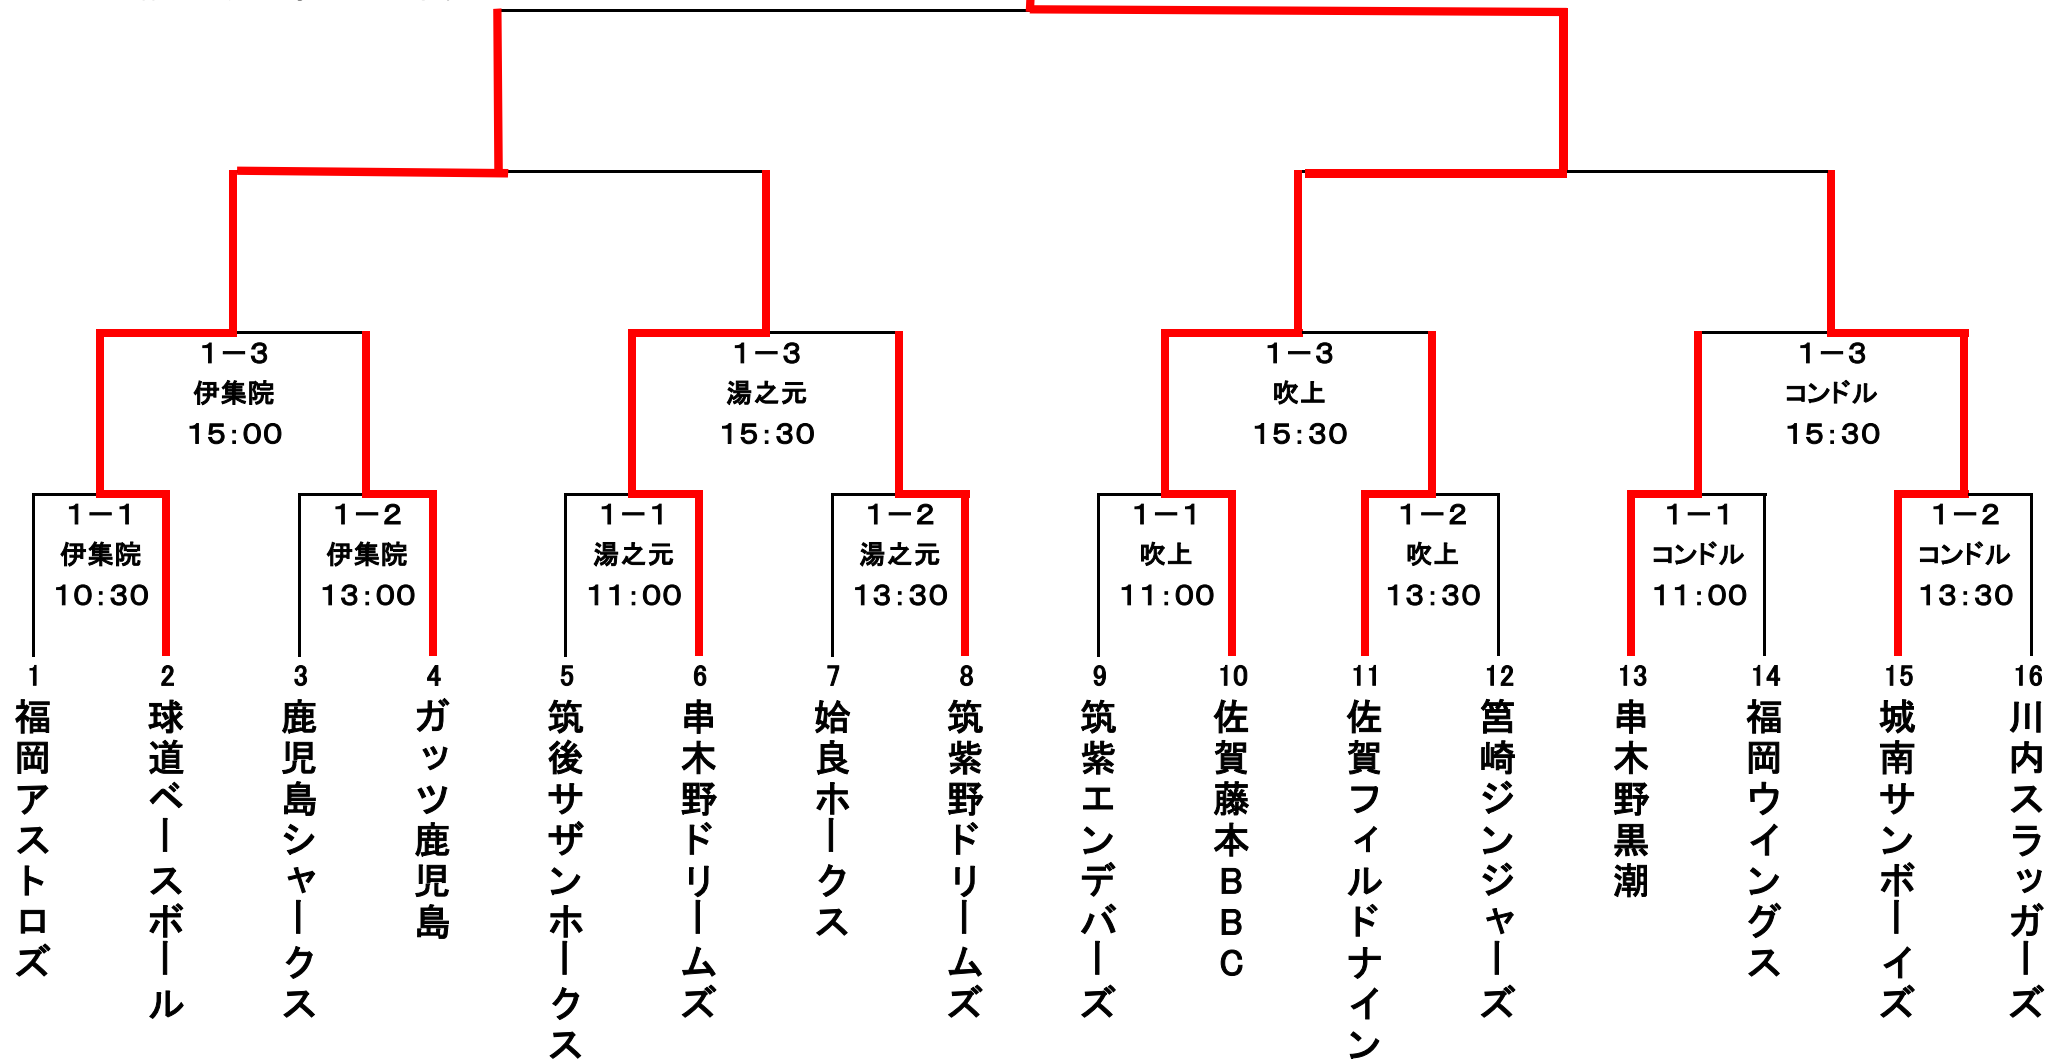 1－3
伊集院
15:00
1－3
湯之元
15:30
1－3
吹上
15:30
1－3
コンドル
15:30
1－1
伊集院
10:30
1－2
伊集院
13:00
1－1
湯之元
11:00
1－2
湯之元
13:30
1－1
吹上
11:00
1－2
吹上
13:30
1－1
コンドル
11:00
1－2
コンドル
13:30
1
福岡アストロズ
2
球道ベースボール
3
鹿児島シャークス
4
ガッツ鹿児島
5
筑後サザンホークス
6
串木野ドリームズ
7
姶良ホークス
8
筑紫野ドリームズ
9
筑紫エンデバーズ
10
佐賀藤本BBC
11
佐賀フィルドナイン
12
筥崎ジンジャーズ
13
串木野黒潮
14
福岡ウイングス
15
城南サンボーイズ
16
川内スラッガーズ